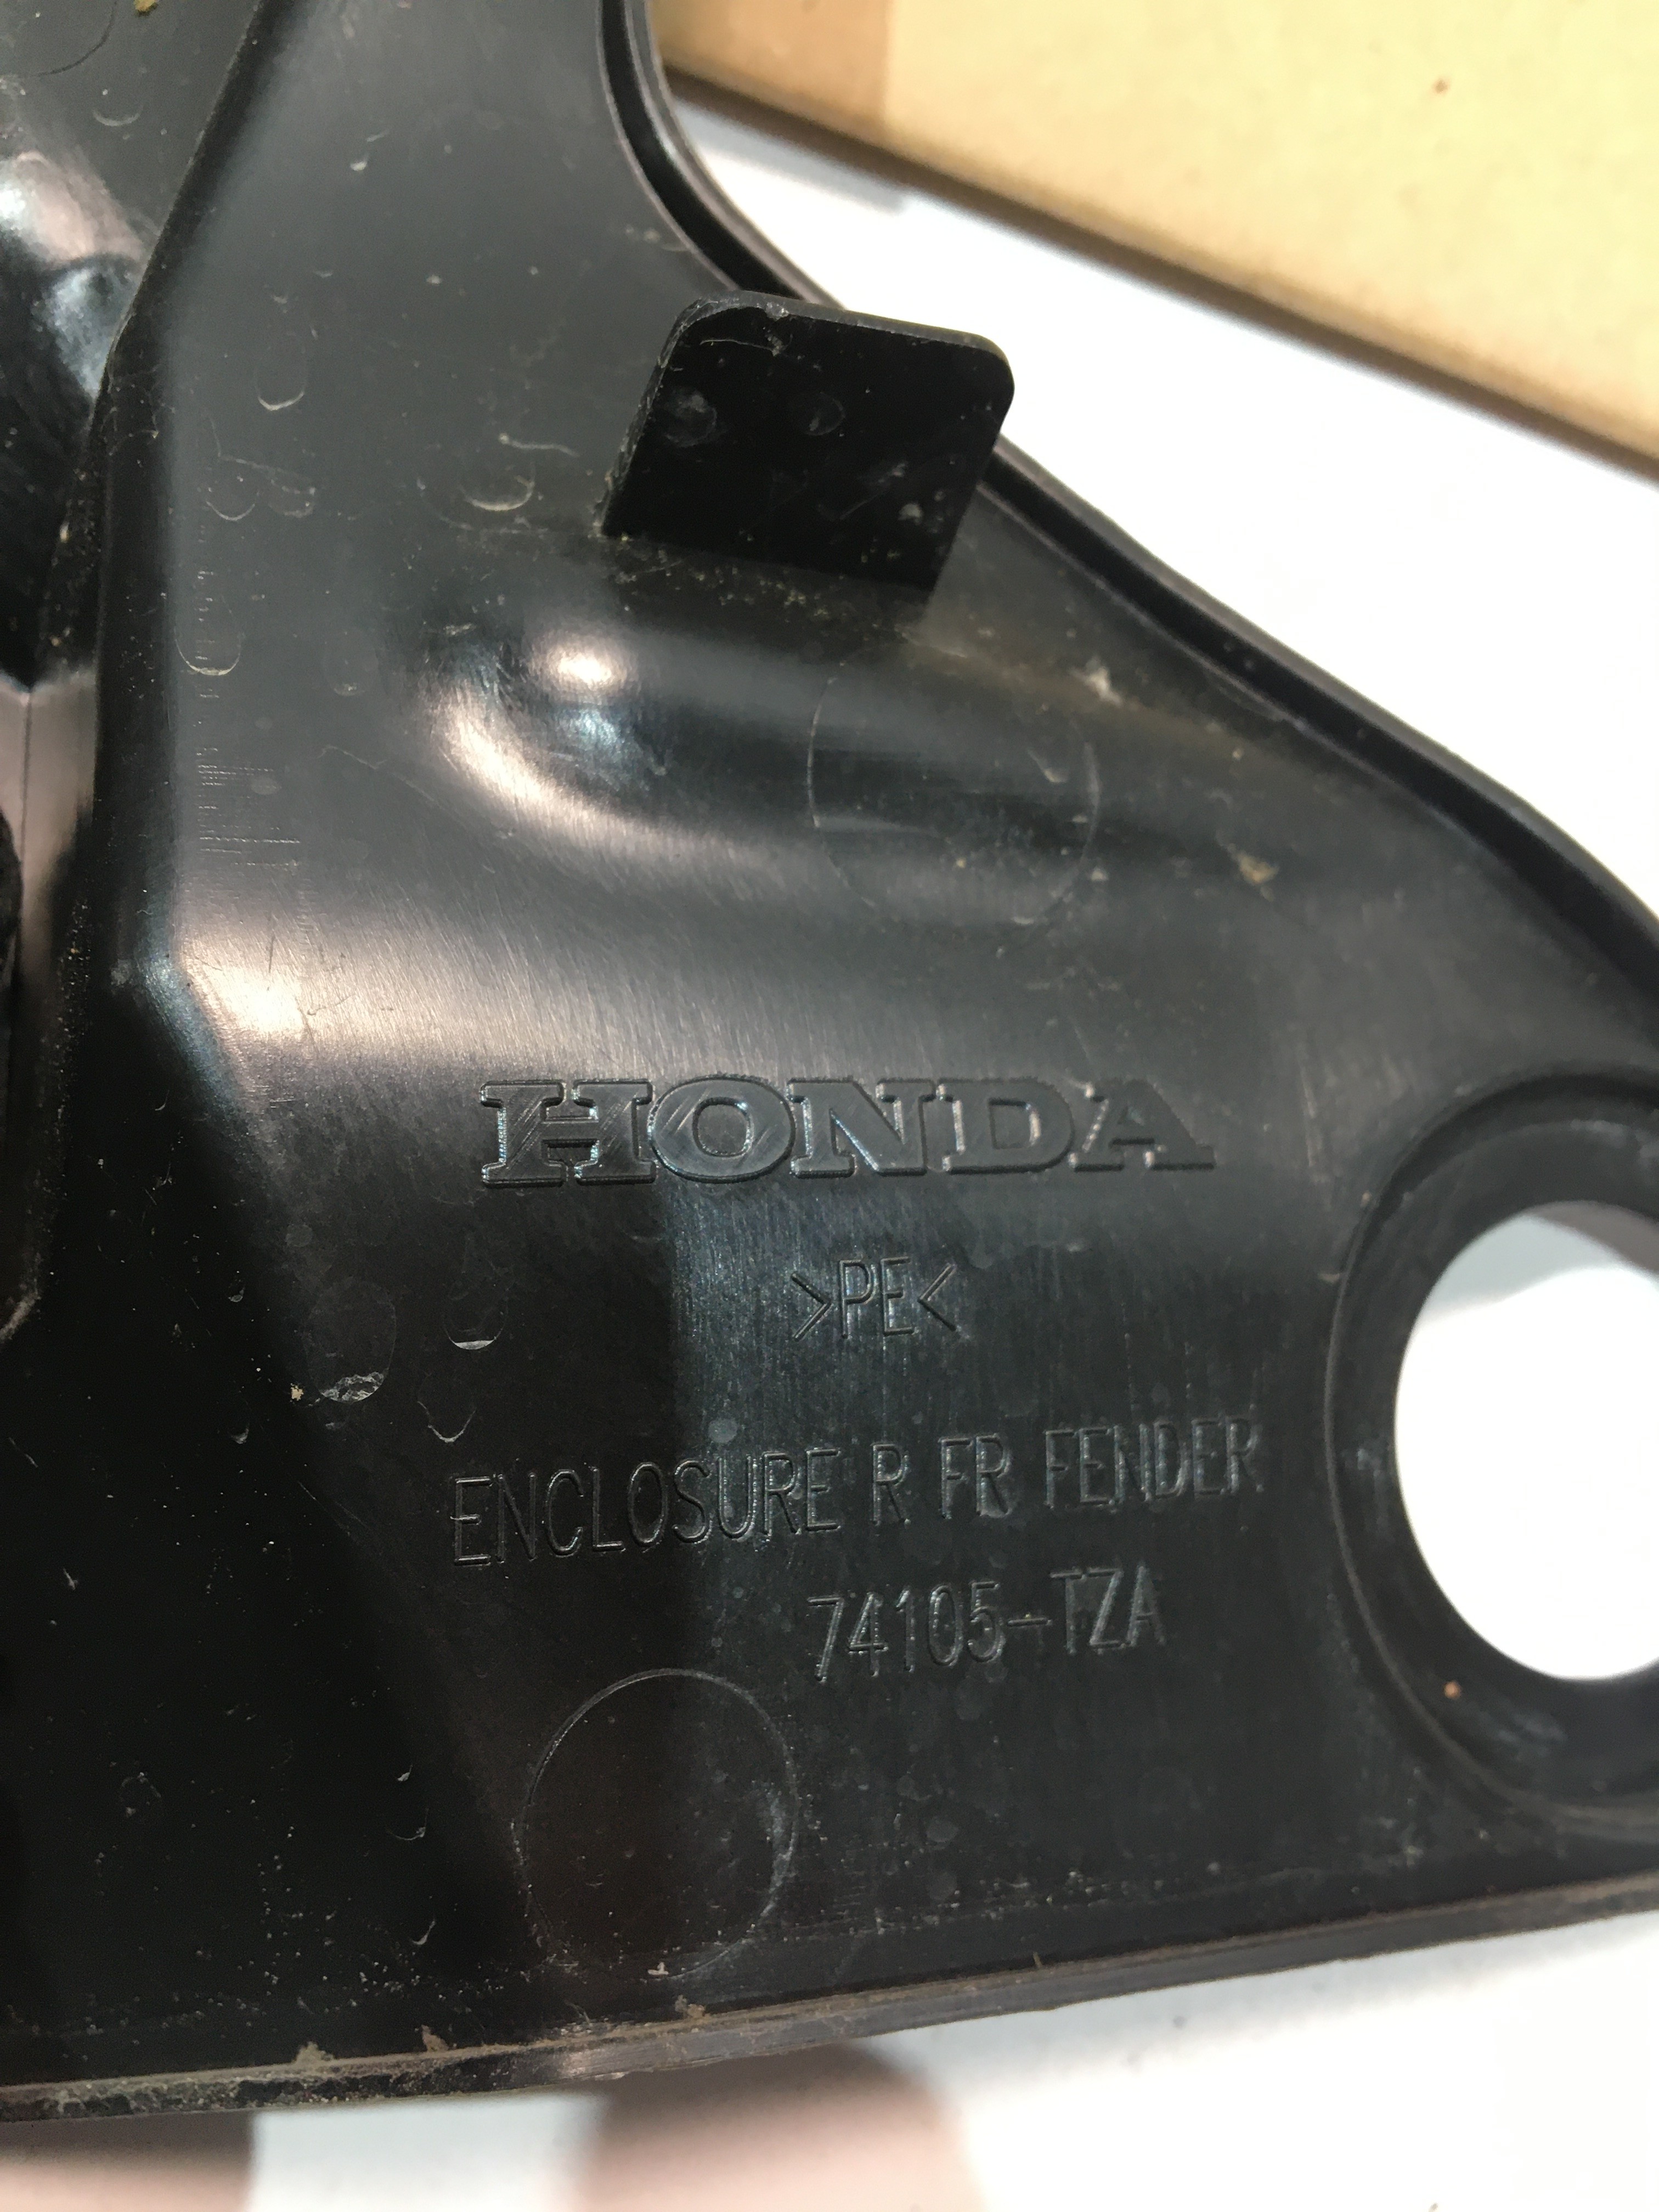 HONDA
>PE<
ENCLOSURE R FR FENDER
74105-TZA